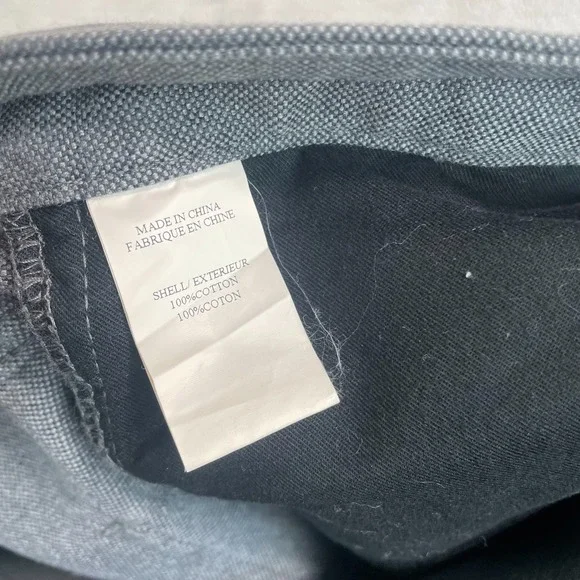 MADE IN CHINA
FABRIQUE EN CHINE
SHELL/ EXTERIEUR
100%COTTON
100%COTON